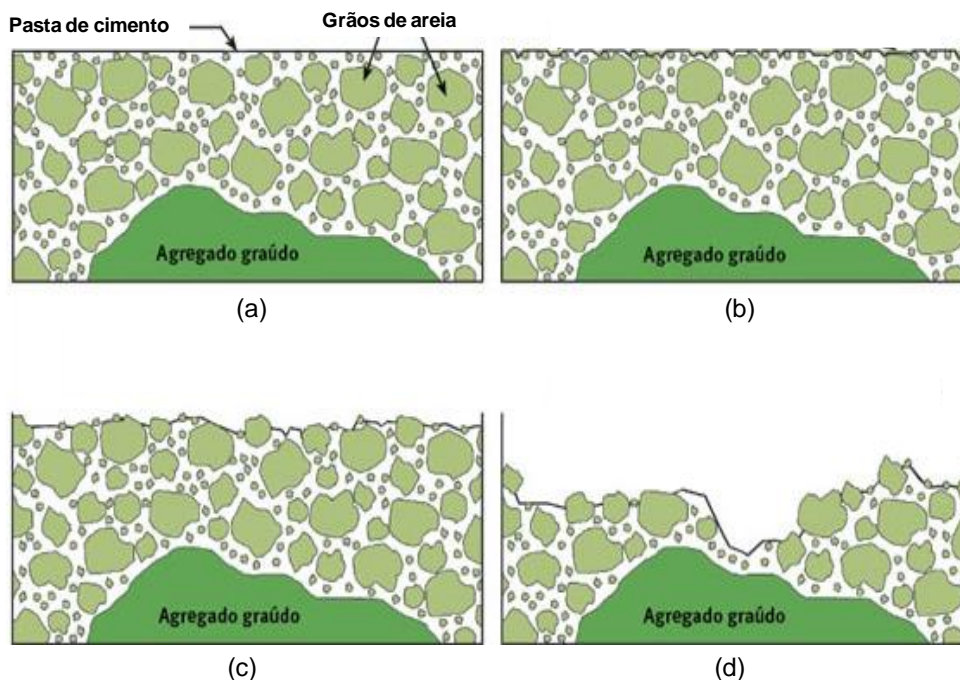 Pasta de cimento
Grãos de areia
Agregado graúdo
Agregado graúdo
(a)
(b)
Agregado graúdo
Agregado graúdo
(c)
(d)